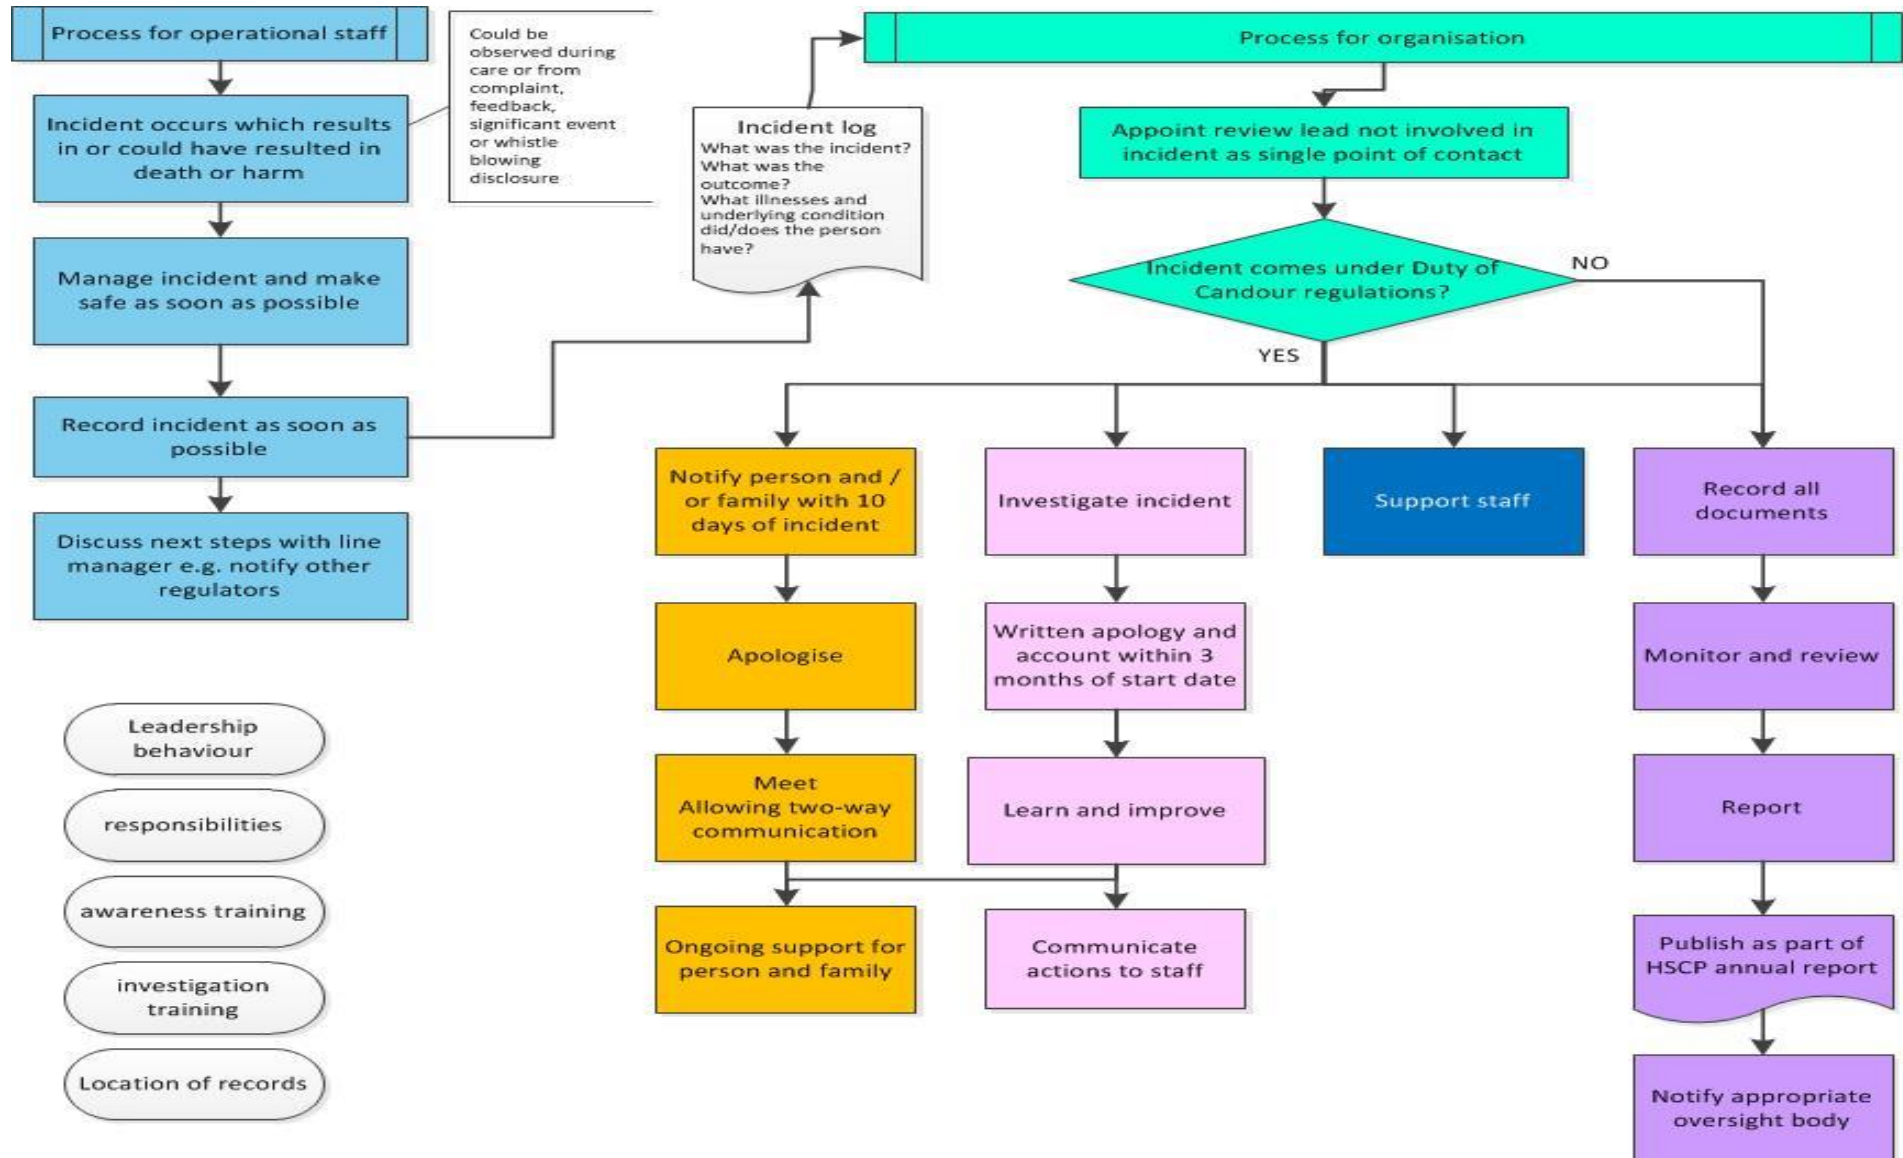 Process for operational staff
Incident occurs which results
in or could have resulted in
death or harm
Could be
observed during
care or from
complaint,
feedback,
significant event
or whistle
blowing
disclosure
Manage incident and make
safe as soon as possible
Record incident as soon as
possible
Discuss next steps with line
manager e.g. notify other
regulators
Leadership
behaviour
responsibilities
awareness training
investigation
training
Location of records
Incident log
What was the incident?
What was the
outcome?
What illnesses and
underlying condition
did/does the person
have?
Process for organisation
Appoint review lead not involved in
incident as single point of contact
Incident comes under Duty of
Candour regulations?
NO
YES
Notify person and /
or family with 10
days of incident
Apologise
Meet
Allowing two-way
communication
Ongoing support for
person and family
Investigate incident
Written apology and
account within 3
months of start date
Learn and improve
Communicate
actions to staff
Support staff
Record all
documents
Monitor and review
Report
Publish as part of
HSCP annual report
Notify appropriate
oversight body